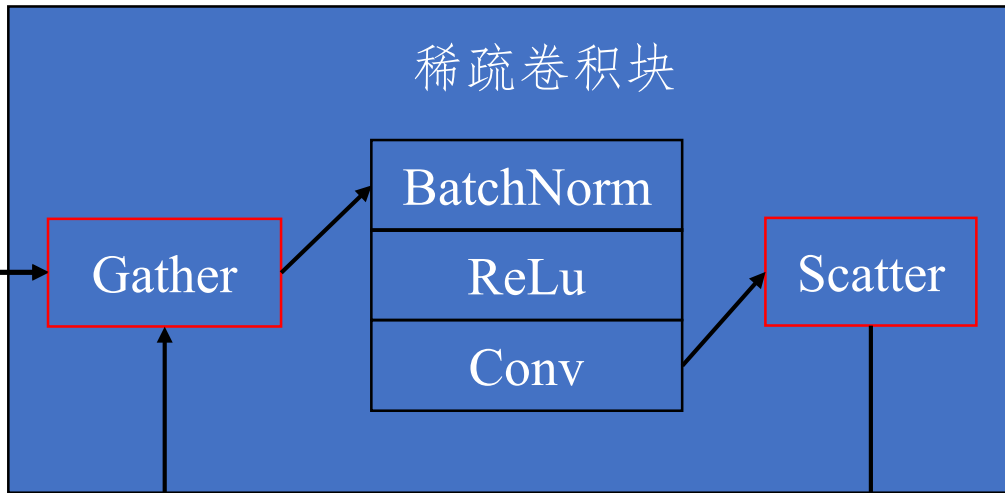 稀疏卷积块
BatchNorm
Gather
ReLu
Scatter
Conv